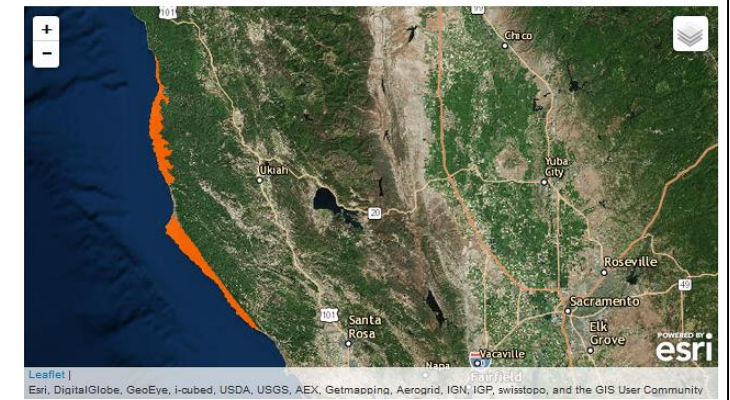 101
99
+
Chico
-
Yuba
City
Ukiah
20
Roseville
49
Sacramento
101
Santa
Rosa
Elk
Grove
POWERED BY
esri
Vacaville
80
Napa
Fairfield
Leaflet |
Esri, DigitalGlobe, GeoEye, i-cubed, USDA, USGS, AEX, Getmapping, Aerogrid, IGN, IGP, swisstopo, and the GIS User Community